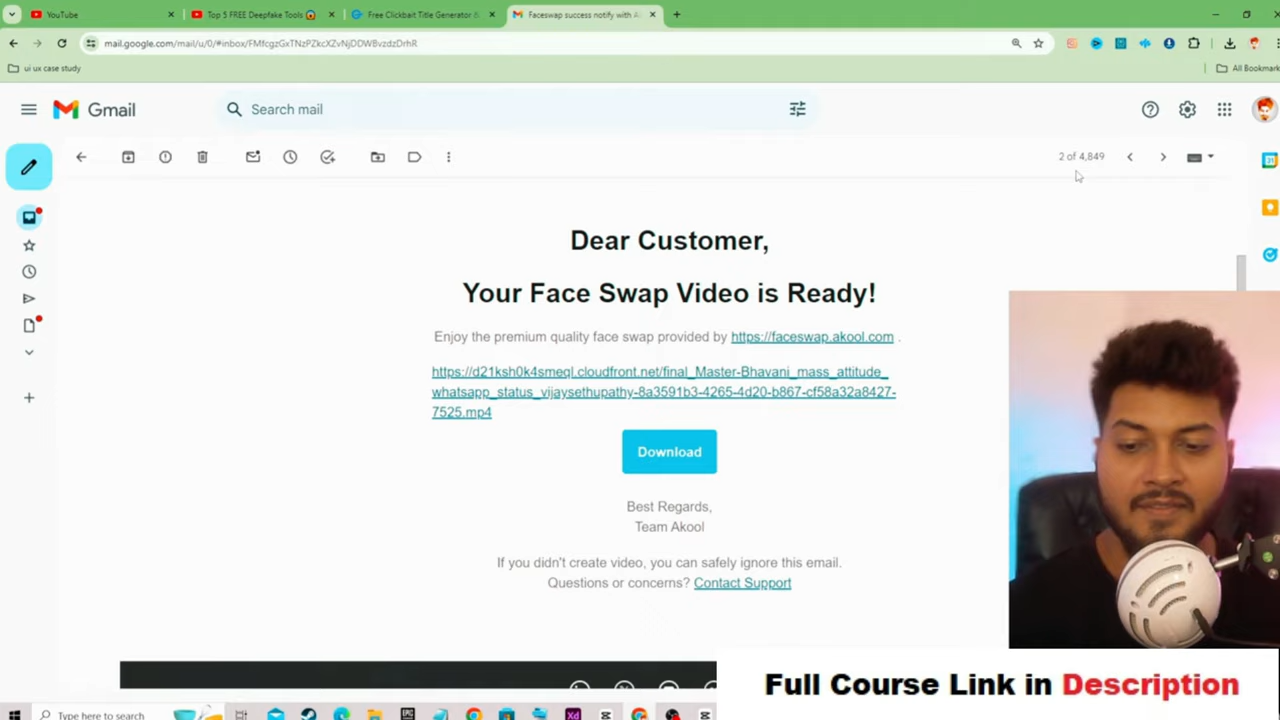 YouTube
Top 5 FREE Deepfake Tools
Free Clickbait Title Generator
Faceswap success notify with
mail.google.com/mail/u/0/#inbox/FMfcgzGxTNzPZkcXZvNjDDWBvzdzDrhR
ui ux case study
All Bookmark
Gmail
Search mail
2 of 4,849
Dear Customer,
Your Face Swap Video is Ready!
Enjoy the premium quality face swap provided by https://faceswap.akool.com .
https://d21ksh0k4smeql.cloudfront.net/final_Master-Bhavani_mass_attitude_
whatsapp_status_vijaysethupathy-8a3591b3-4265-4d20-b867-cf58a32a8427-
7525.mp4
Download
Best Regards,
Team Akool
If you didn't create video, you can safely ignore this email.
Questions or concerns? Contact Support
Full Course Link in Description
Type here to search
Xd